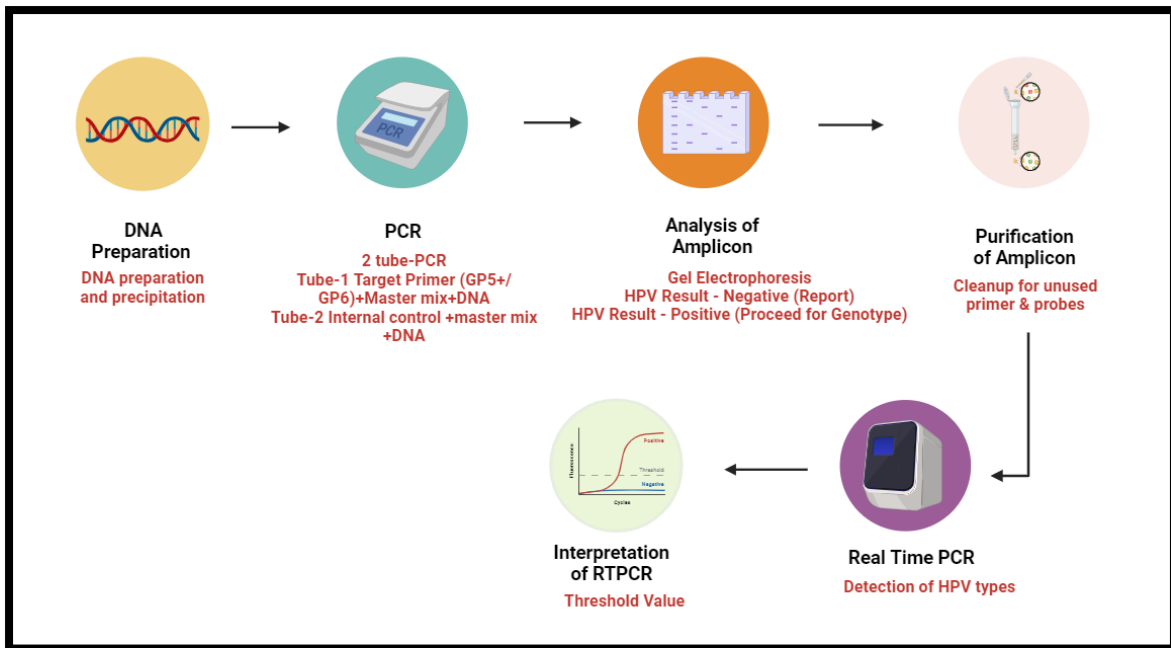 PCR
DNA
Preparation
DNA preparation
and precipitation
PCR
2 tube-PCR
Tube-1 Target Primer (GP5+/
GP6)+Master mix+DNA
Tube-2 Internal control +master mix
+DNA
Analysis of
Amplicon
Gel Electrophoresis
HPV Result - Negative (Report)
HPV Result - Positive (Proceed for Genotype)
Purification
of Amplicon
Cleanup for unused
primer & probes
Positive
Threshold
Negative
Fluorescence
Cycles
Interpretation
of RTPCR
Threshold Value
Real Time PCR
Detection of HPV types